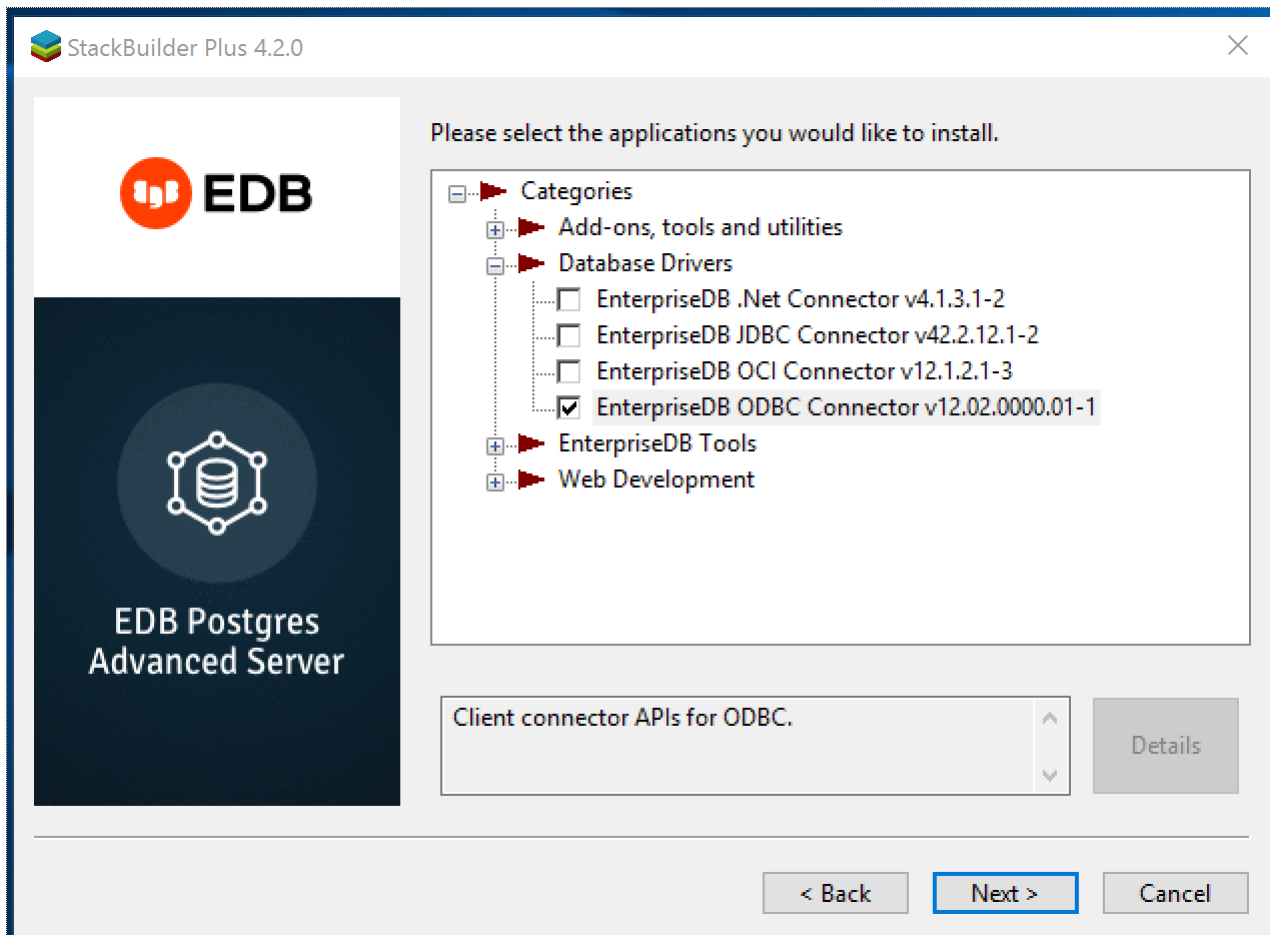 StackBuilder Plus 4.2.0
EDB
EDB Postgres
Advanced Server
Please select the applications you would like to install.
Categories
Add-ons, tools and utilities
Database Drivers
EnterpriseDB .Net Connector v4.1.3.1-2
EnterpriseDB JDBC Connector v42.2.12.1-2
EnterpriseDB OCI Connector v12.1.2.1-3
EnterpriseDB ODBC Connector v12.02.0000.01-1
EnterpriseDB Tools
Web Development
Client connector APIs for ODBC.
Details
< Back
Next >
Cancel